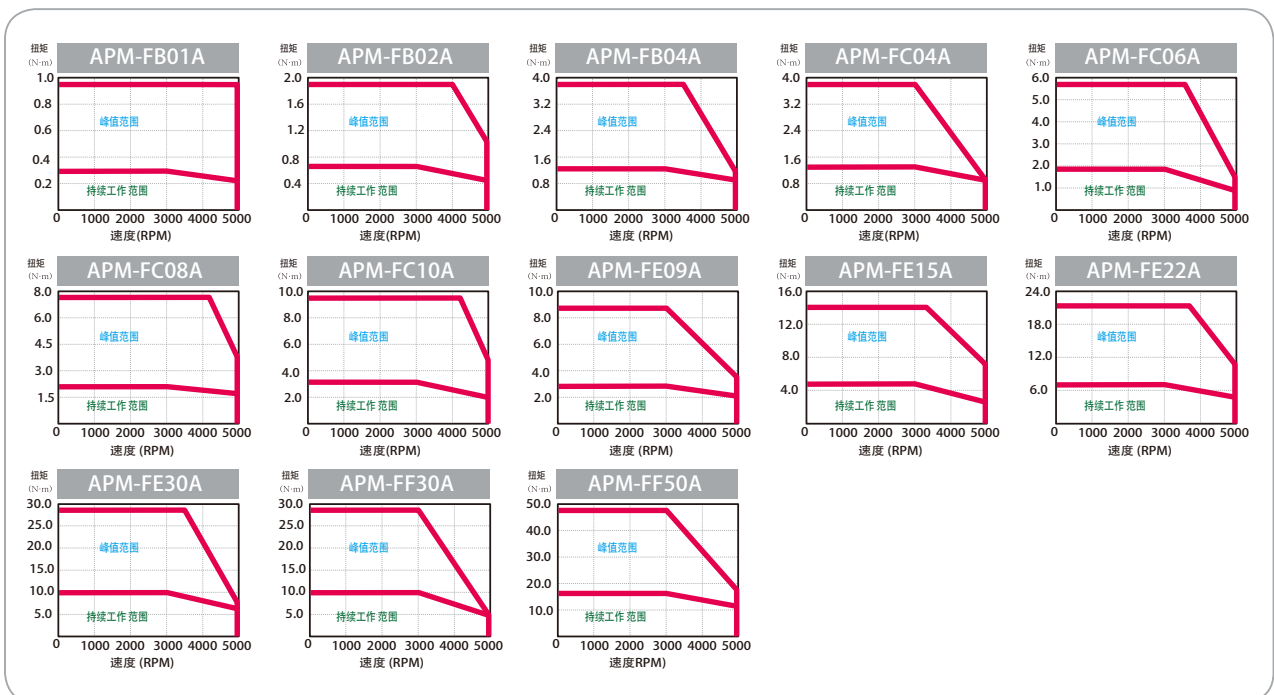 扭矩
(N·m)
APM-FB01A
1.0
0.8
0.6
0.4
0.2
峰值范围
持续工作 范围
0 1000 2000 3000 4000 5000
速度(RPM)
扭矩
(N·m)
APM-FB02A
2.0
1.6
1.2
0.8
0.4
峰值范围
持续工作 范围
0 1000 2000 3000 4000 5000
速度(RPM)
扭矩
(N·m)
APM-FB04A
4.0
3.2
2.4
1.6
0.8
峰值范围
持续工作 范围
0 1000 2000 3000 4000 5000
速度(RPM)
扭矩
(N·m)
APM-FC04A
4.0
3.2
2.4
1.6
0.8
峰值范围
持续工作 范围
0 1000 2000 3000 4000 5000
速度 (RPM)
扭矩
(N·m)
APM-FC06A
6.0
5.0
4.0
3.0
2.0
1.0
峰值范围
持续工作 范围
0 1000 2000 3000 4000 5000
速度 (RPM)
扭矩
(N·m)
APM-FC08A
8.0
6.0
4.5
3.0
1.5
峰值范围
持续工作 范围
0 1000 2000 3000 4000 5000
速度 (RPM)
扭矩
(N·m)
APM-FC10A
10.0
8.0
6.0
4.0
2.0
峰值范围
持续工作 范围
0 1000 2000 3000 4000 5000
速度 (RPM)
扭矩
(N·m)
APM-FE09A
10.0
8.0
6.0
4.0
2.0
峰值范围
持续工作 范围
0 1000 2000 3000 4000 5000
速度(RPM)
扭矩
(N·m)
APM-FE15A
16.0
12.0
8.0
4.0
峰值范围
持续工作 范围
0 1000 2000 3000 4000 5000
速度 (RPM)
扭矩
(N·m)
APM-FE22A
24.0
18.0
12.0
6.0
峰值范围
持续工作 范围
0 1000 2000 3000 4000 5000
速度 (RPM)
扭矩
(N·m)
APM-FE30A
30.0
25.0
20.0
10.0
5.0
峰值范围
持续工作 范围
0 1000 2000 3000 4000 5000
速度 (RPM)
扭矩
(N·m)
APM-FF30A
30.0
25.0
20.0
10.0
5.0
峰值范围
持续工作 范围
0 1000 2000 3000 4000 5000
速度 (RPM)
扭矩
(N·m)
APM-FF50A
50.0
40.0
30.0
20.0
10.0
峰值范围
持续工作 范围
0 1000 2000 3000 4000 5000
速度RPM)